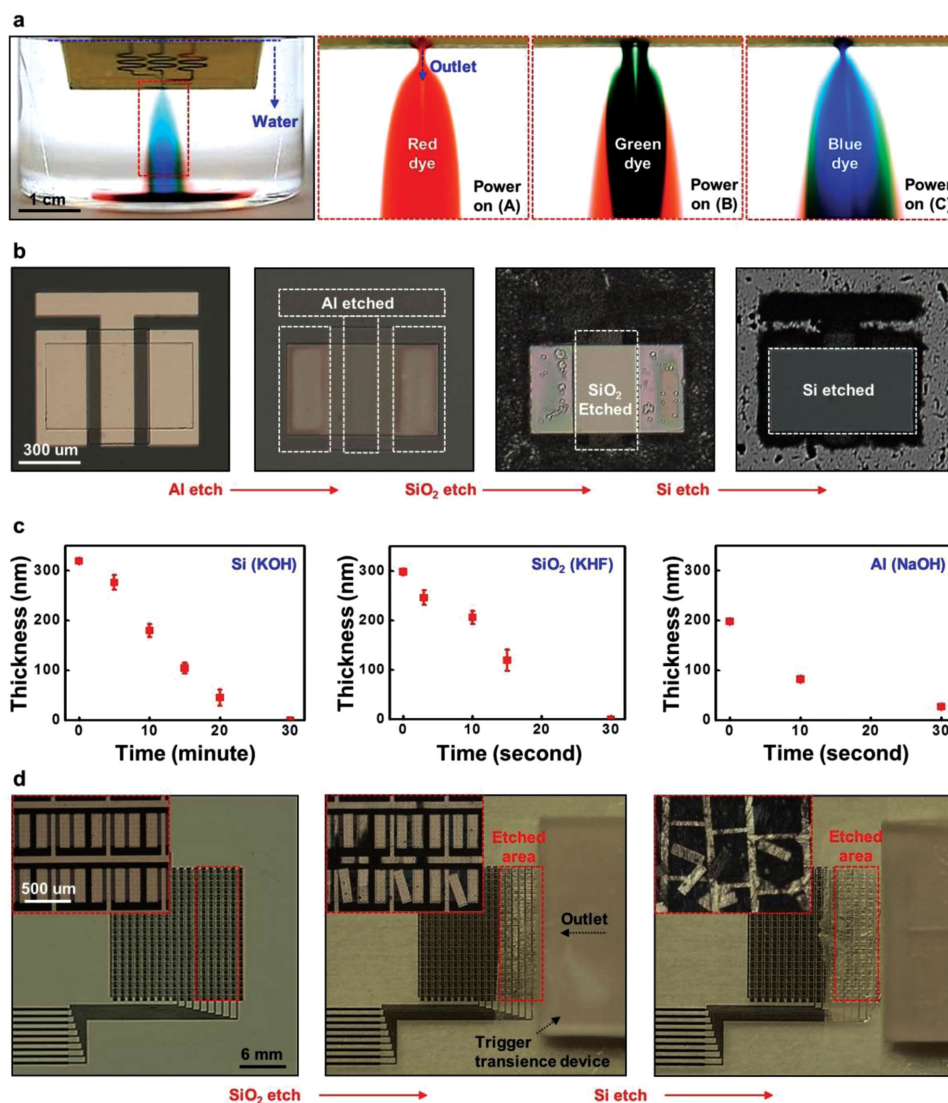 a
Water
1 cm
Outlet
Red
dye
Power
on (A)
Green
dye
Power
on (B)
Blue
dye
Power
on (C)
b
300 um
Al etched
SiO₂
Etched
Si etched
Al etch
SiO₂ etch
Si etch
c
Thickness (nm)
300
200
100
0
Si (KOH)
0 10 20 30
Time (minute)
Thickness (nm)
300
200
100
0
SiO₂ (KHF)
0 10 20 30
Time (second)
Thickness (nm)
300
200
100
0
Al (NaOH)
0 10 20 30
Time (second)
d
500 um
6 mm
Etched
area
Outlet
Trigger
transience device
Etched
area
SiO₂ etch
Si etch